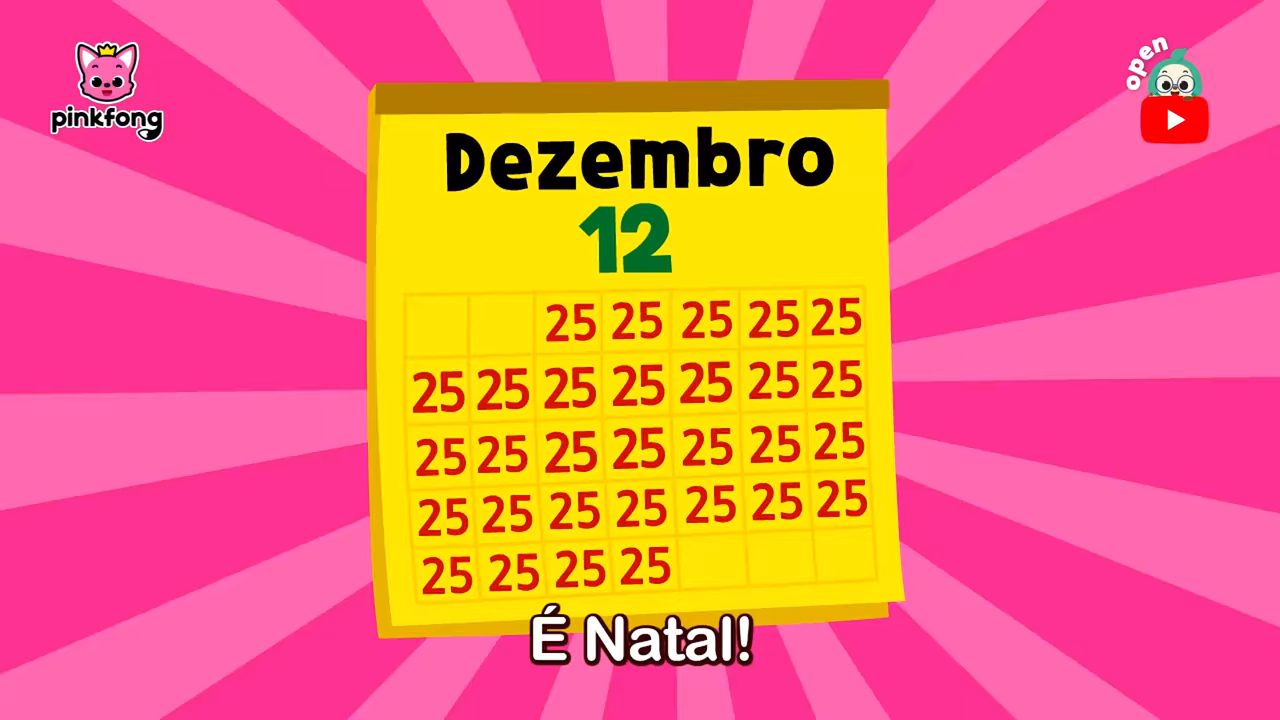 pinkfong
open
Dezembro
12
25 25 25 25 25
25 25 25 25 25 25 25
25 25 25 25 25 25 25
25 25 25 25 25 25 25
25 25 25 25
É Natal!